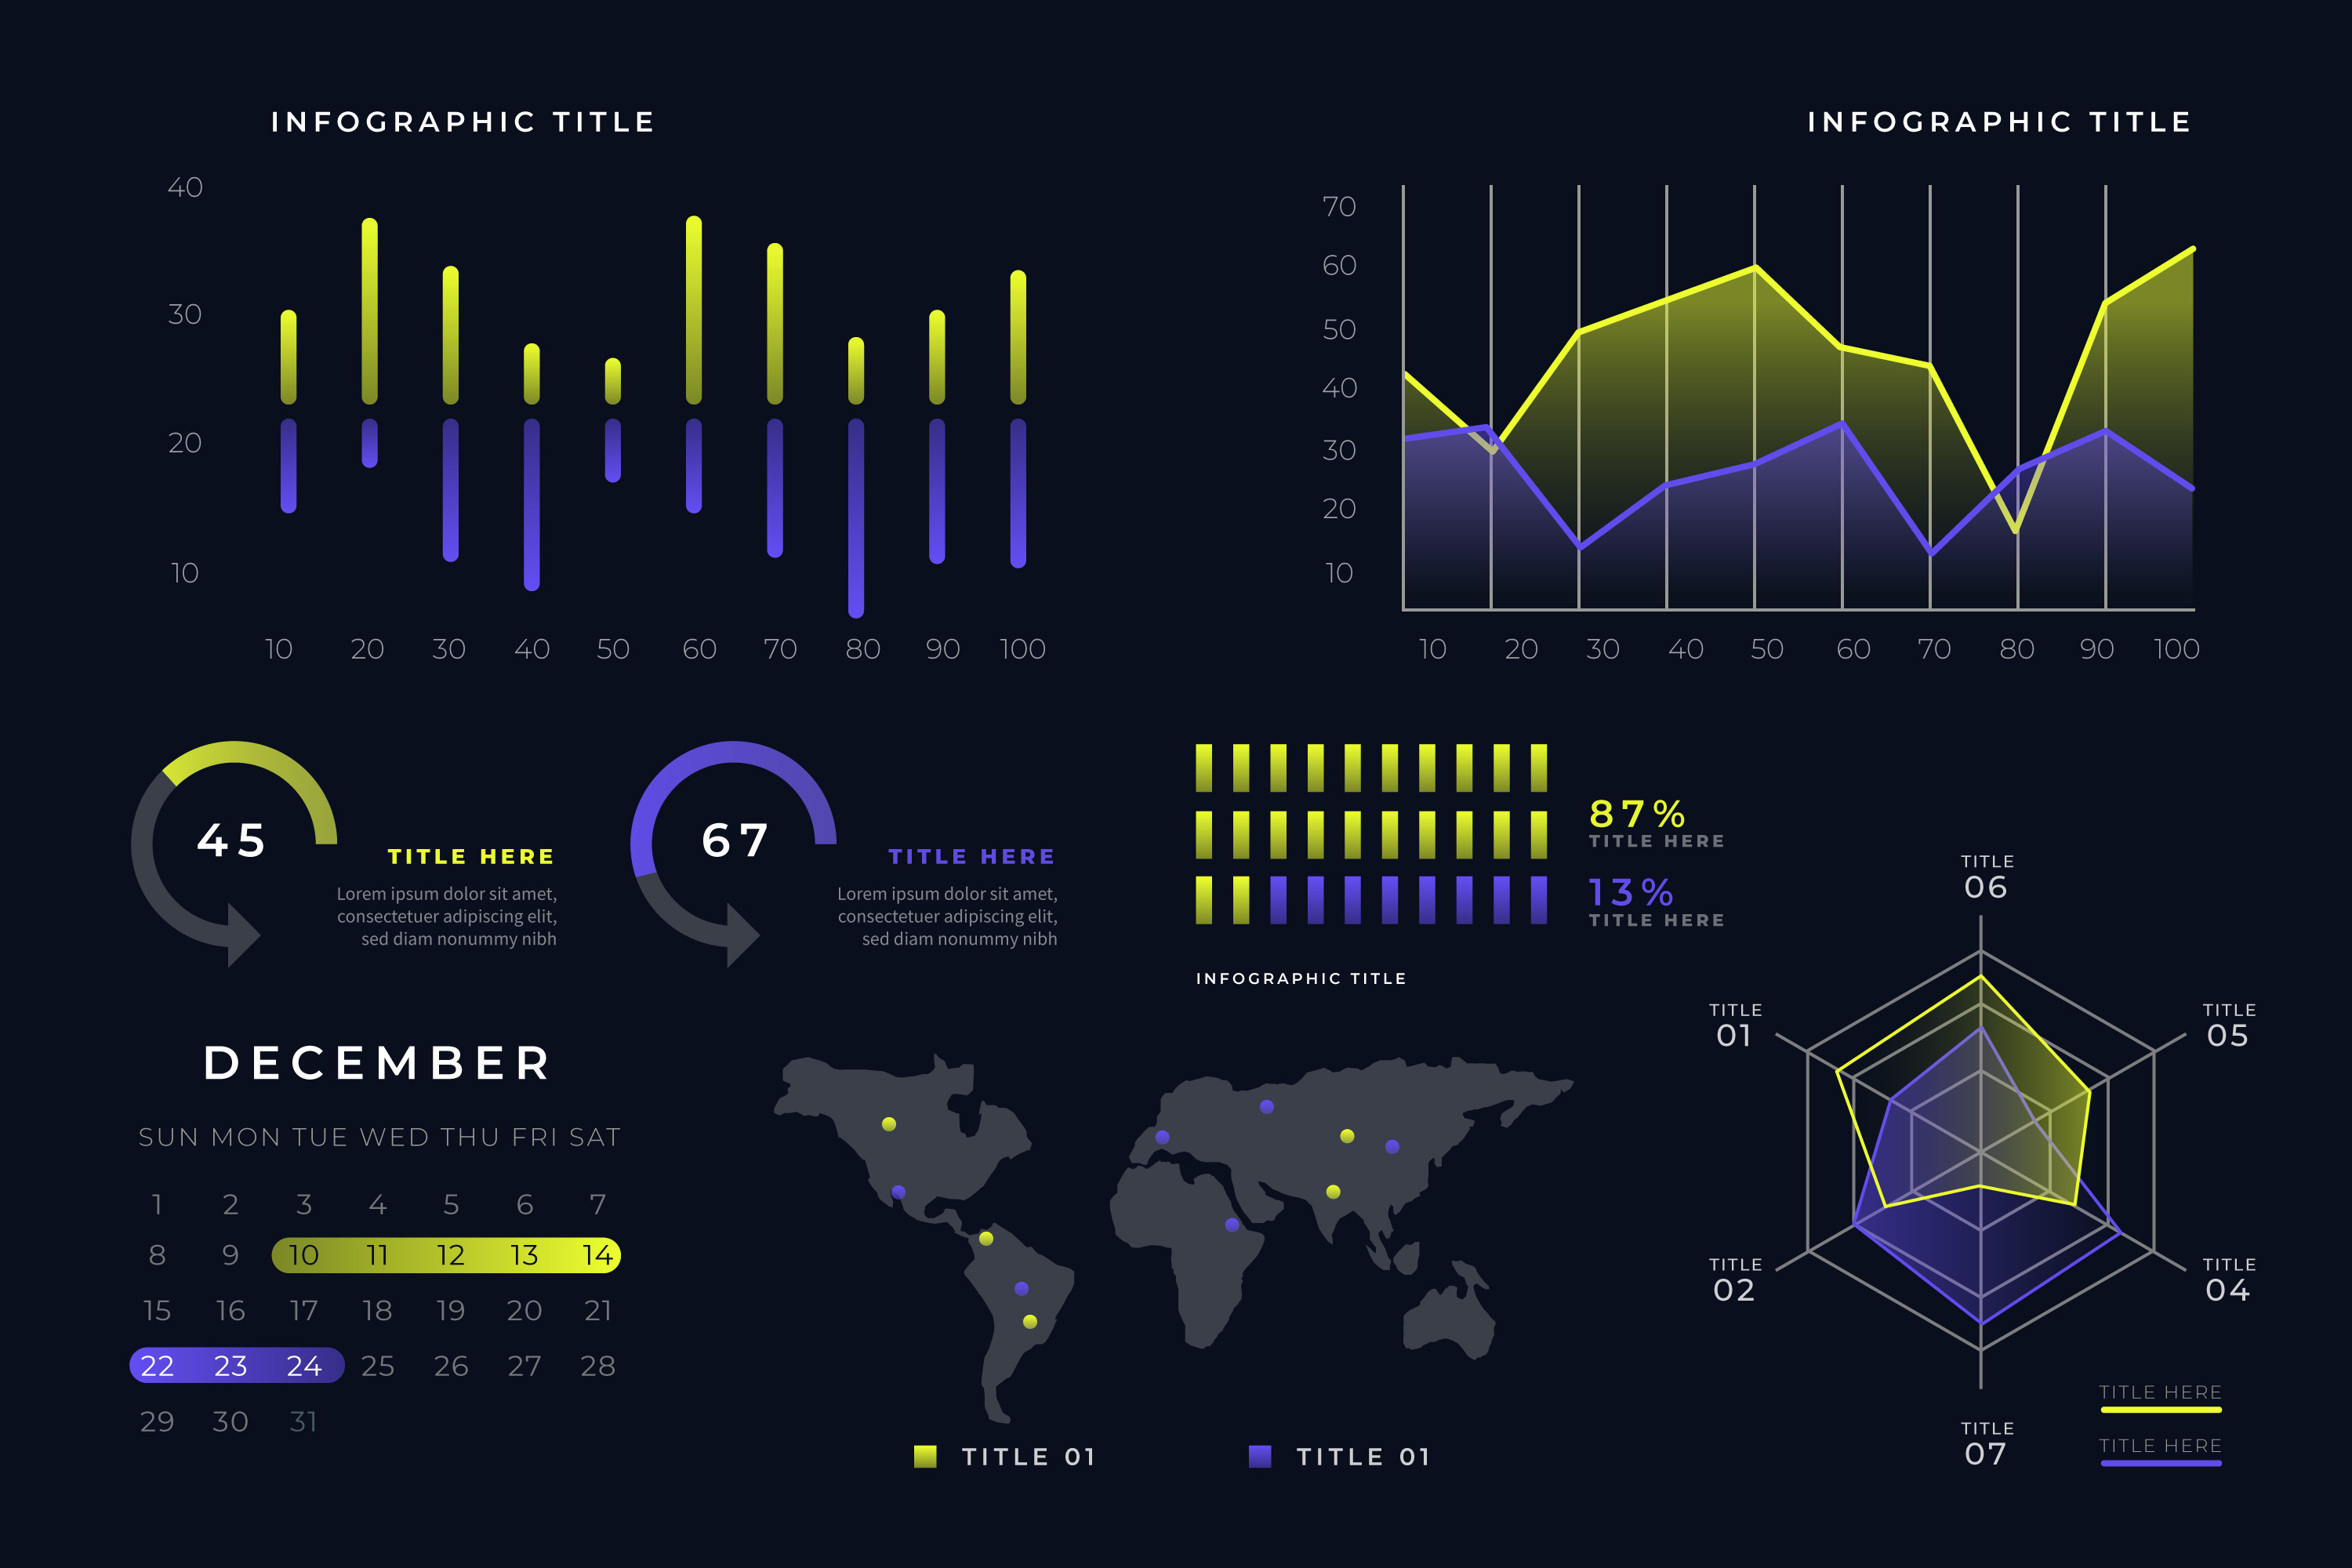 INFOGRAPHIC TITLE
40
30
20
10
10 20 30 40 50 60 70 80 90 100
INFOGRAPHIC TITLE
70
60
50
40
30
20
10
10 20 30 40 50 60 70 80 90 100
45
TITLE HERE
Lorem ipsum dolor sit amet,
consectetuer adipiscing elit,
sed diam nonummy nibh
67
TITLE HERE
Lorem ipsum dolor sit amet,
consectetuer adipiscing elit,
sed diam nonummy nibh
87%
TITLE HERE
13%
TITLE HERE
INFOGRAPHIC TITLE
DECEMBER
SUN MON TUE WED THU FRI SAT
1 2 3 4 5 6 7
8 9 10 11 12 13 14
15 16 17 18 19 20 21
22 23 24 25 26 27 28
29 30 31
TITLE 01
TITLE 01
TITLE
06
TITLE
01
TITLE
05
TITLE
02
TITLE
04
TITLE
07
TITLE HERE
TITLE HERE